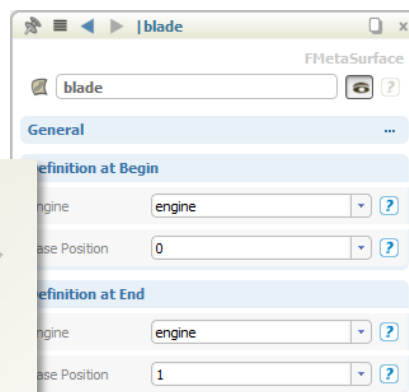 |blade
FMetaSurface
blade
?
General ...
efinition at Begin
ngine engine ?
ase Position 0 ?
efinition at End
ngine engine ?
ase Position 1 ?